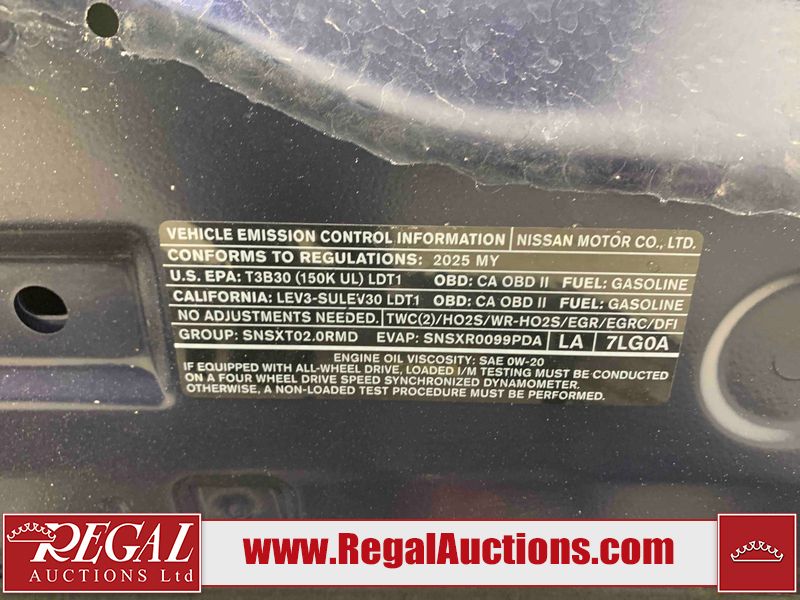 VEHICLE EMISSION CONTROL INFORMATION NISSAN MOTOR CO., LTD.
CONFORMS TO REGULATIONS: 2025 MY
U.S. EPA: T3B30 (150K UL) LDT1 OBD: CA OBD II FUEL: GASOLINE
CALIFORNIA: LEV3-SULEV30 LDT1 OBD: CA OBD II FUEL: GASOLINE
NO ADJUSTMENTS NEEDED. TWC(2)/HO2S/WR-HO2S/EGR/EGRC/DFI
GROUP: SNSXT02.0RMD EVAP: SNSXR0099PDA LA 7LG0A
ENGINE OIL VISCOSITY: SAE 0W-20
IF EQUIPPED WITH ALL-WHEEL DRIVE, LOADED I/M TESTING MUST BE CONDUCTED
ON A FOUR WHEEL DRIVE SPEED SYNCHRONIZED DYNAMOMETER.
OTHERWISE, A NON-LOADED TEST PROCEDURE MUST BE PERFORMED.
REGAL
AUCTIONS Ltd
www.RegalAuctions.com